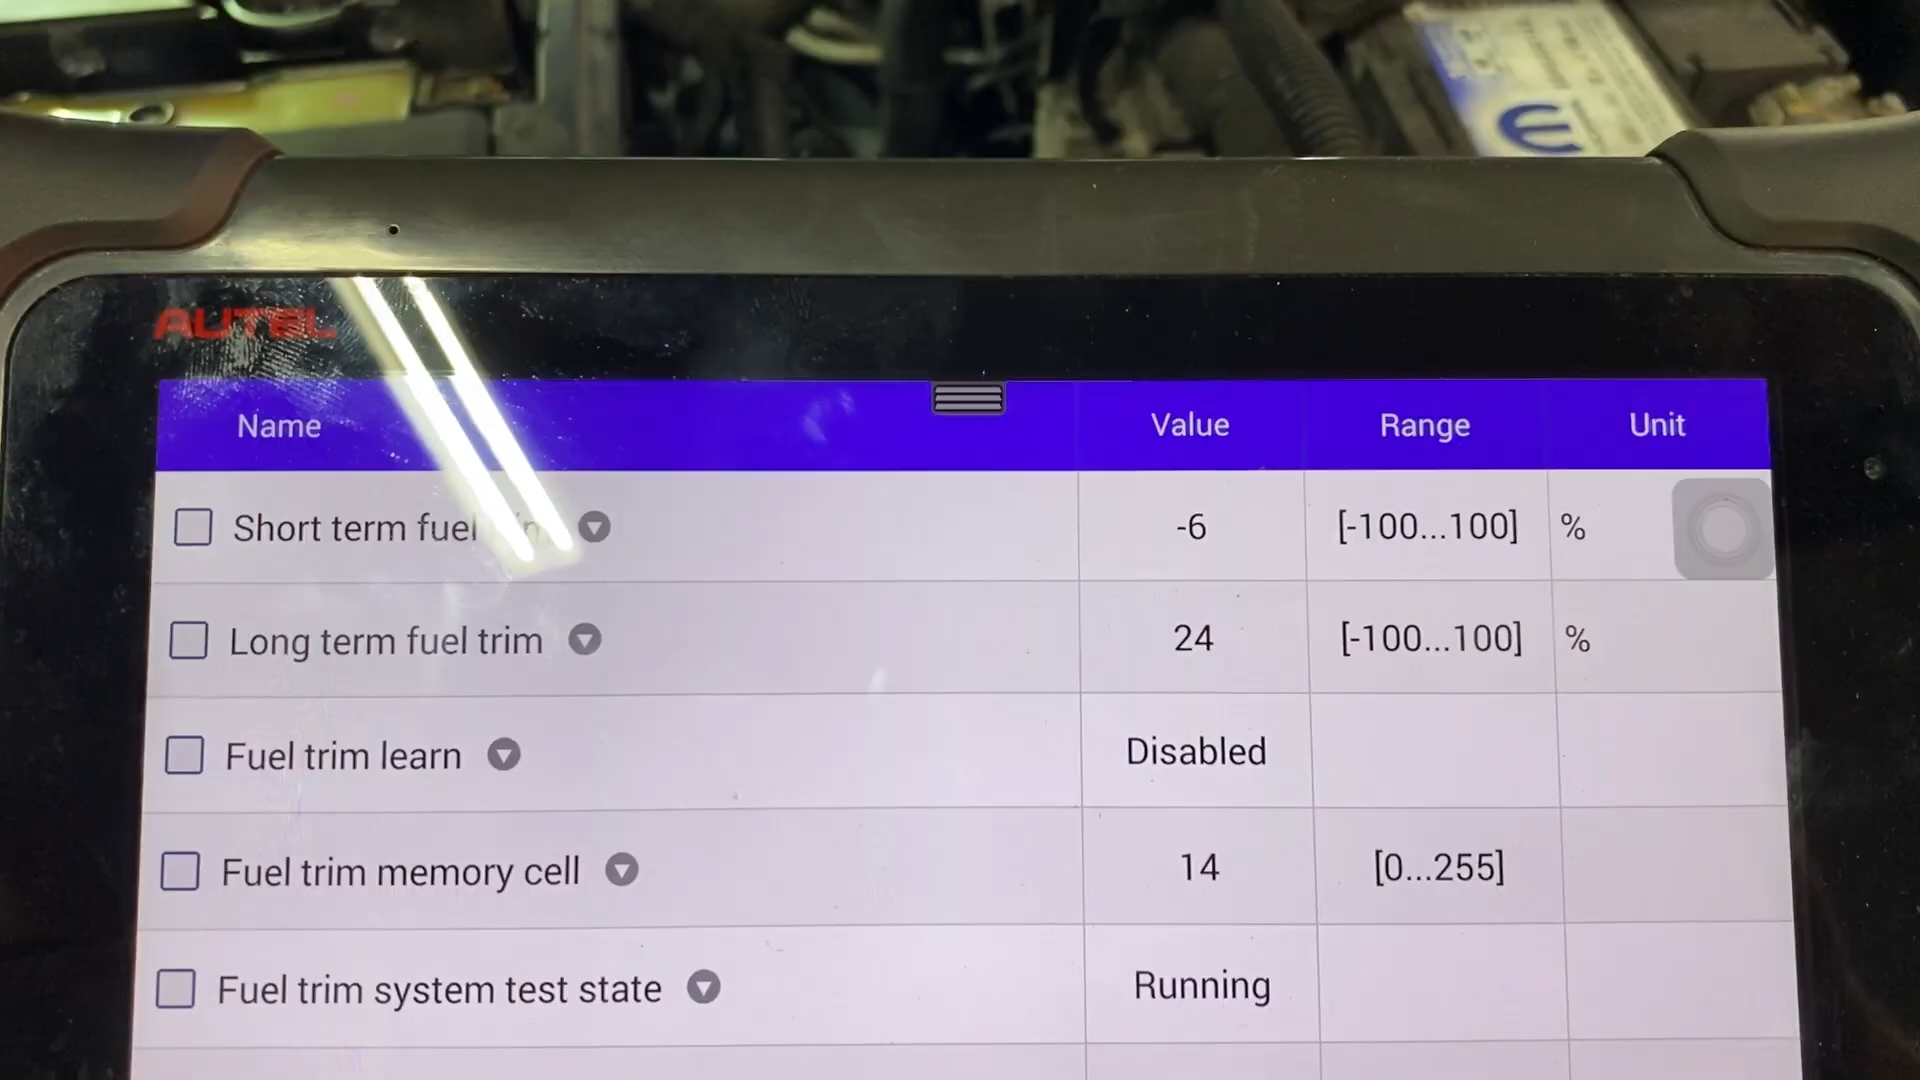 AUTEL
Name Value Range Unit
Short term fuel -6 [-100...100] %
Long term fuel trim 24 [-100...100] %
Fuel trim learn Disabled
Fuel trim memory cell 14 [0...255]
Fuel trim system test state Running